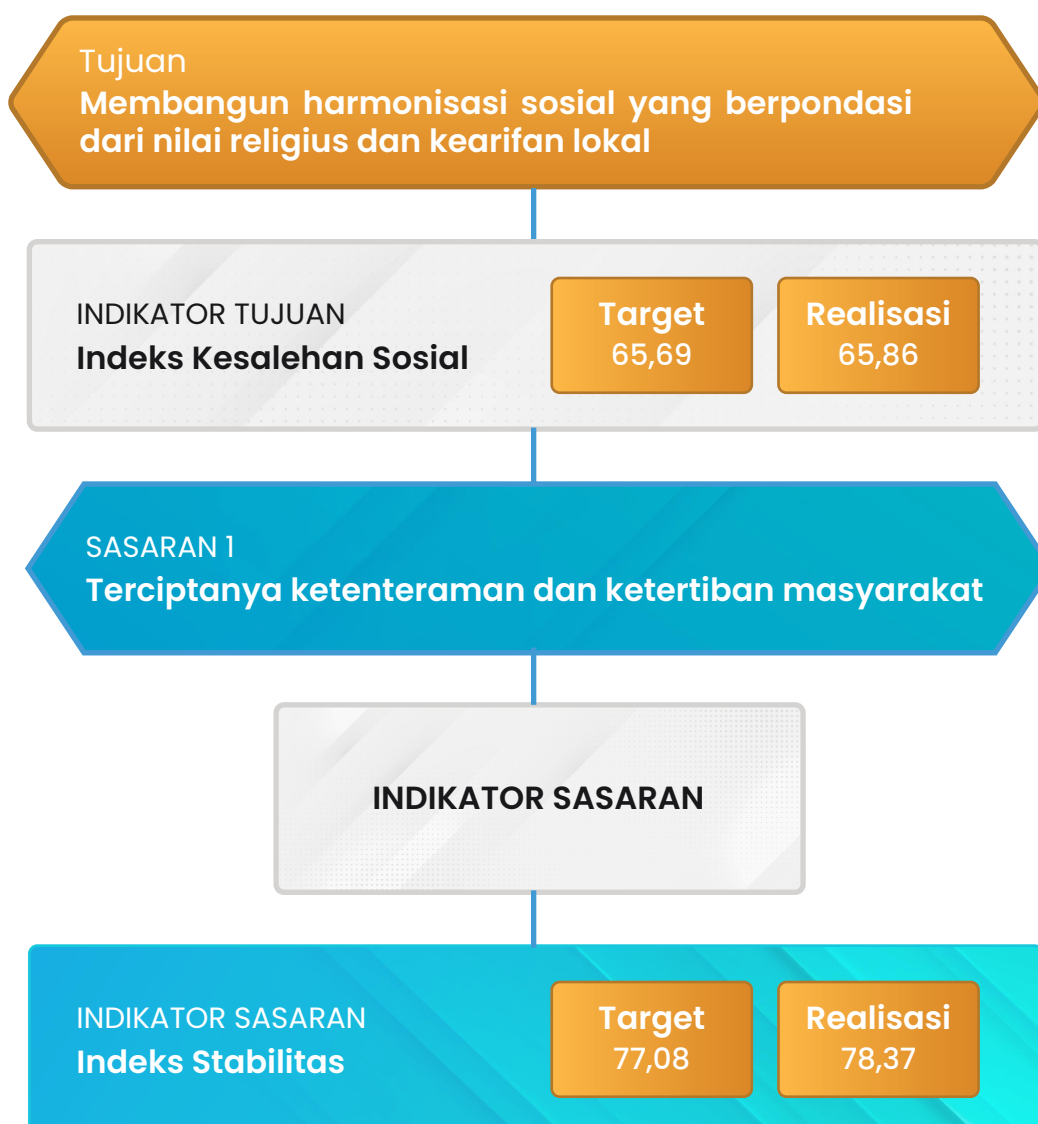 Tujuan
Membangun harmonisasi sosial yang berpondasi
dari nilai religius dan kearifan lokal
INDIKATOR TUJUAN
Indeks Kesalehan Sosial
Target
65,69
Realisasi
65,86
SASARAN 1
Terciptanya ketenteraman dan ketertiban masyarakat
INDIKATOR SASARAN
INDIKATOR SASARAN
Indeks Stabilitas
Target
77,08
Realisasi
78,37